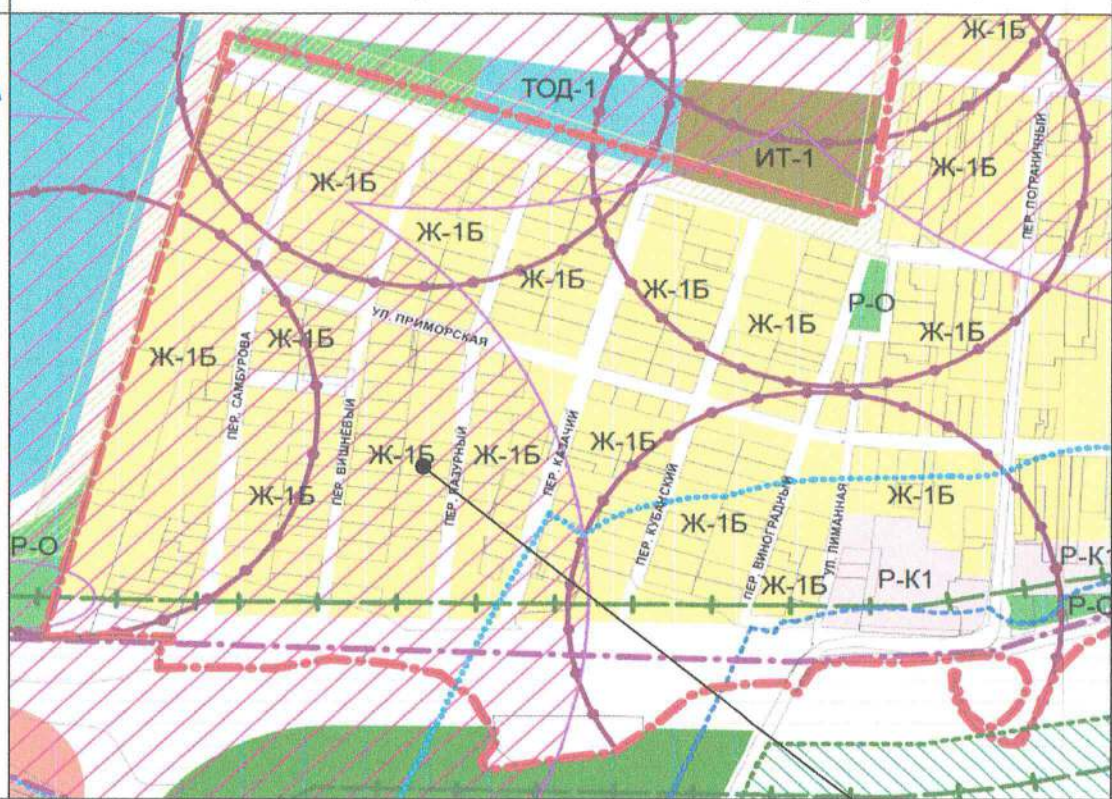 Ж-1Б
ТОД-1
ИТ-1
Ж-1Б
Ж-1Б
ПЕР. ПОГРАНИЧНЫЙ
Ж-1Б
Ж-1Б
Ж-1Б
Р-О
Ж-1Б
Ж-1Б
УЛ. ПРИМОРСКАЯ
Ж-1Б
Ж-1Б
ПЕР. САМБУРОВА
Ж-1Б
ПЕР. ВИШНЕВЫЙ
Ж-1Б
ПЕР. ЛАЗУРНЫЙ
Ж-1Б
ПЕР. КАЗАЧИЙ
Ж-1Б
Ж-1Б
ПЕР. КУБАНСКИЙ
Ж-1Б
ПЕР. ВИНОГРАДНЫЙ
УЛ. ЛИМАННАЯ
Ж-1Б
Р-О
Ж-1Б
Р-К1